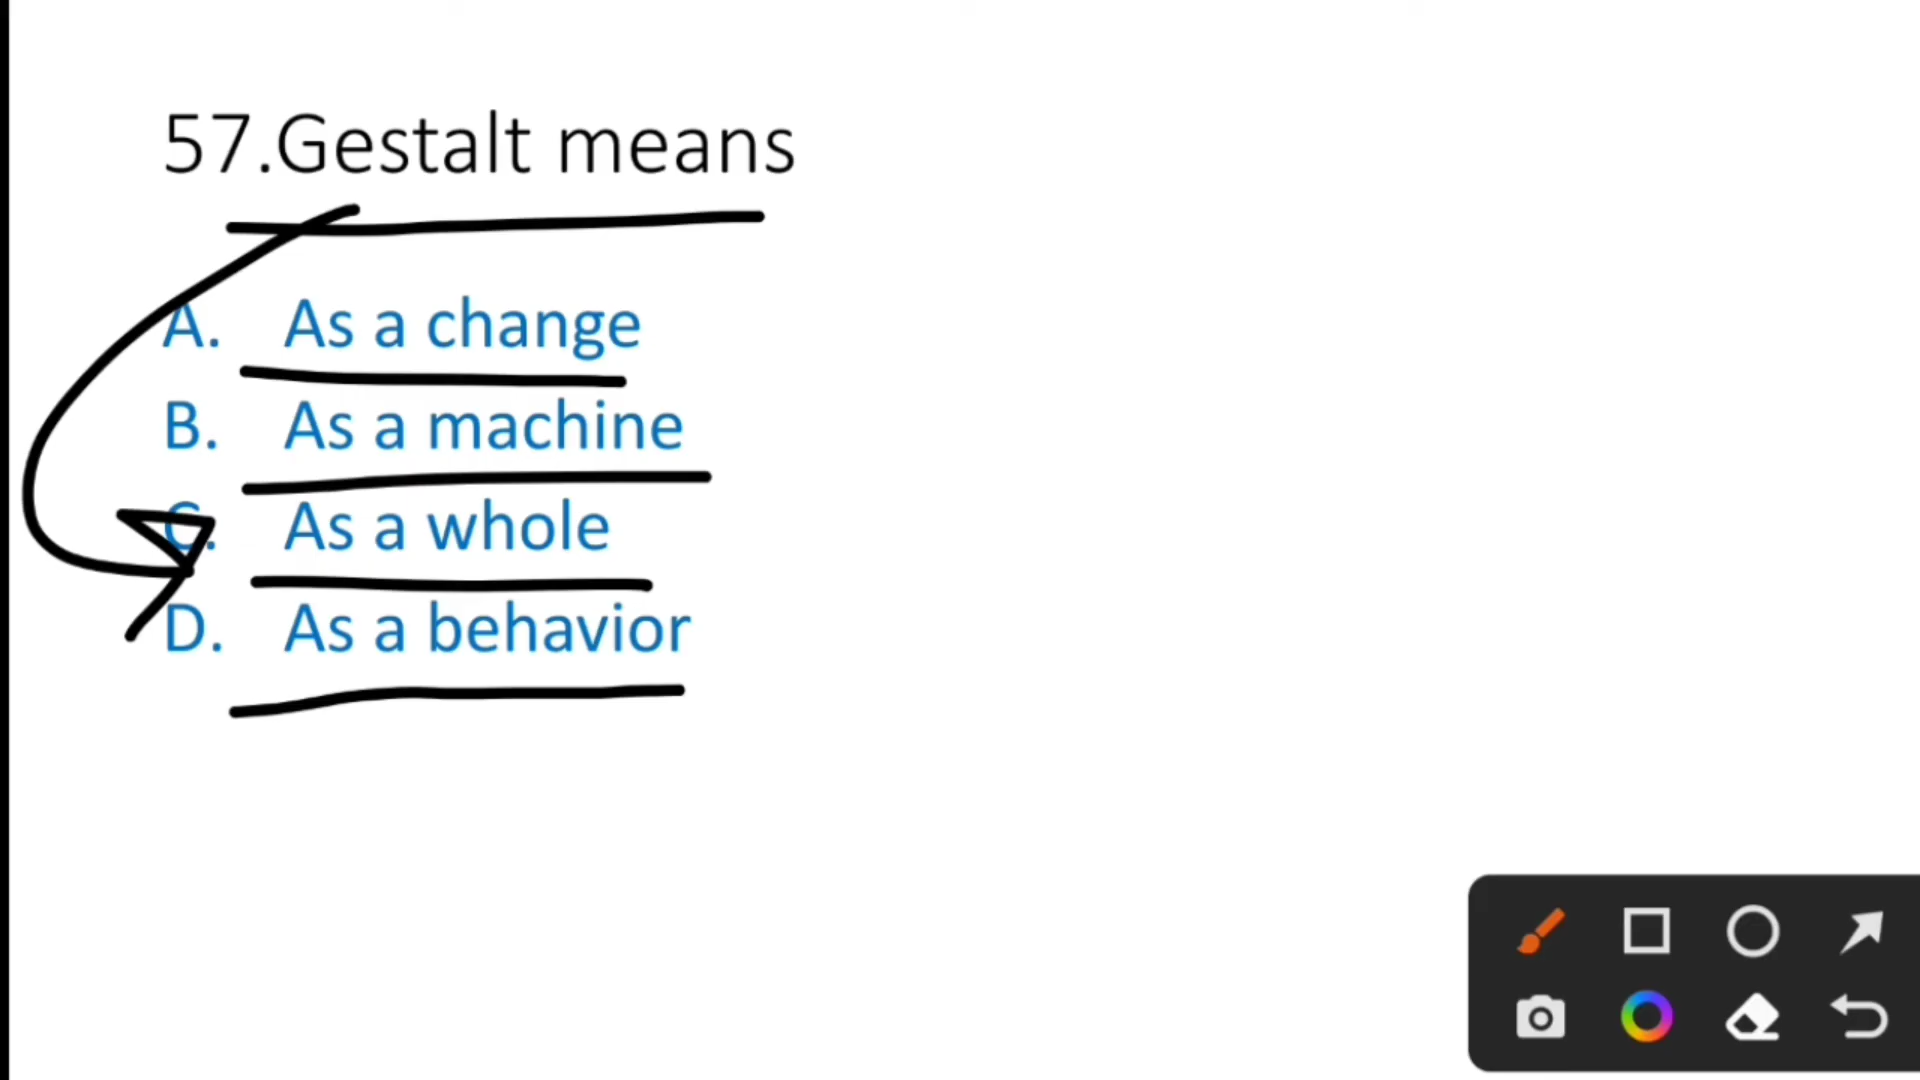 57.Gestalt means
A. As a change
B. As a machine
C. As a whole
D. As a behavior